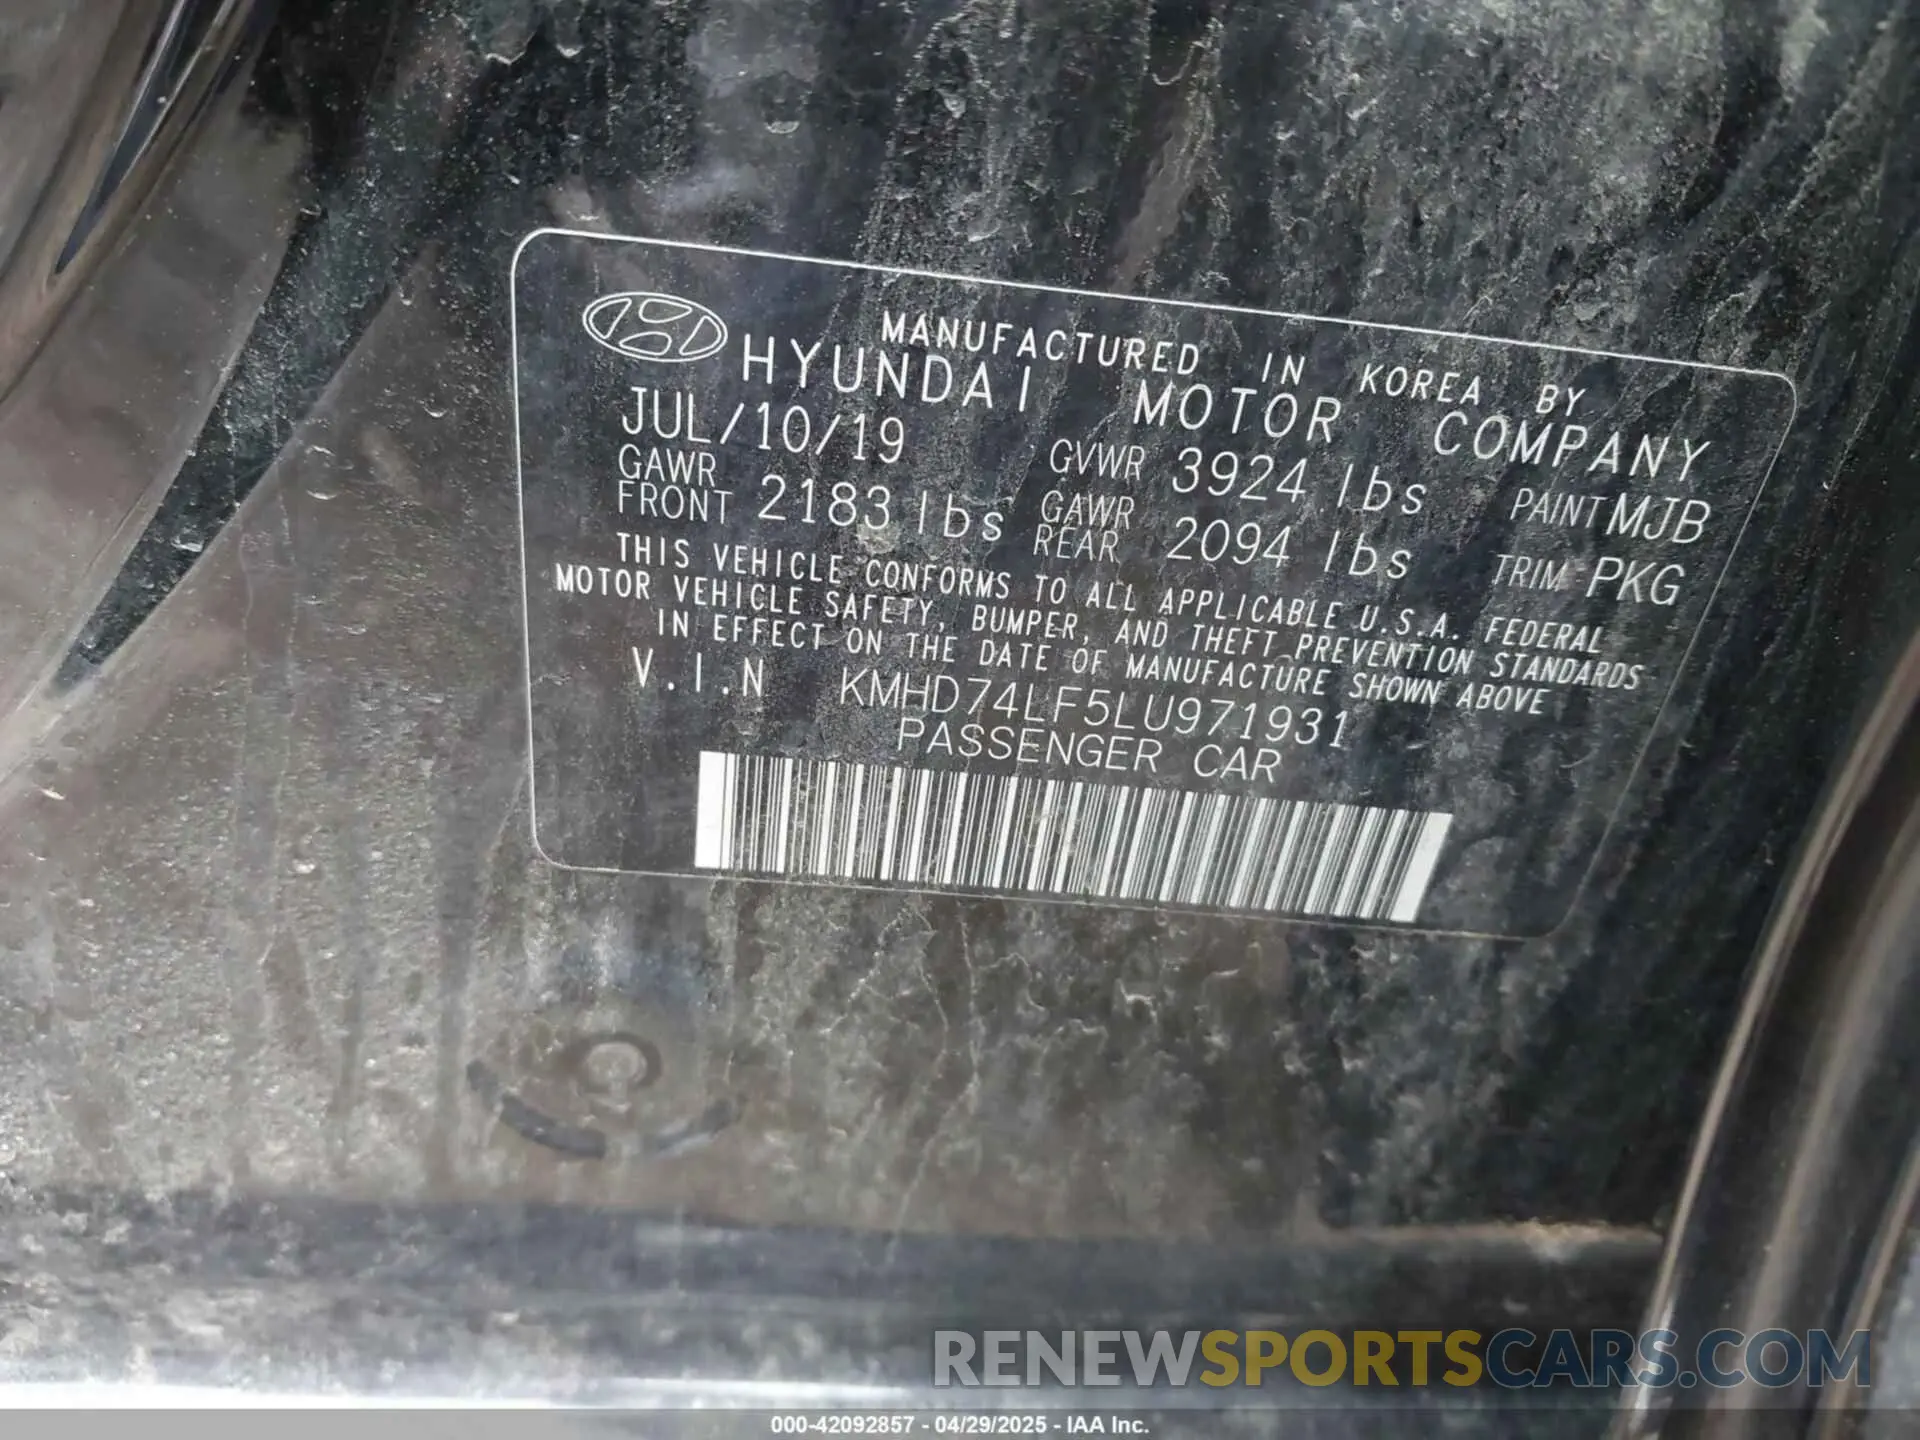 MANUFACTURED IN KOREA BY
HYUNDAI MOTOR COMPANY
JUL/10/19 GVWR 3924 lbs PAINT MJB
GAWR FRONT 2183 lbs GAWR REAR 2094 lbs TRIM PKG
THIS VEHICLE CONFORMS TO ALL APPLICABLE U.S.A. FEDERAL
MOTOR VEHICLE SAFETY, BUMPER, AND THEFT PREVENTION STANDARDS
IN EFFECT ON THE DATE OF MANUFACTURE SHOWN ABOVE
V.I.N KMHD74LF5LU971931
PASSENGER CAR
RENEWSPORTSCARS.COM
000-42092857 - 04/29/2025 - IAA Inc.